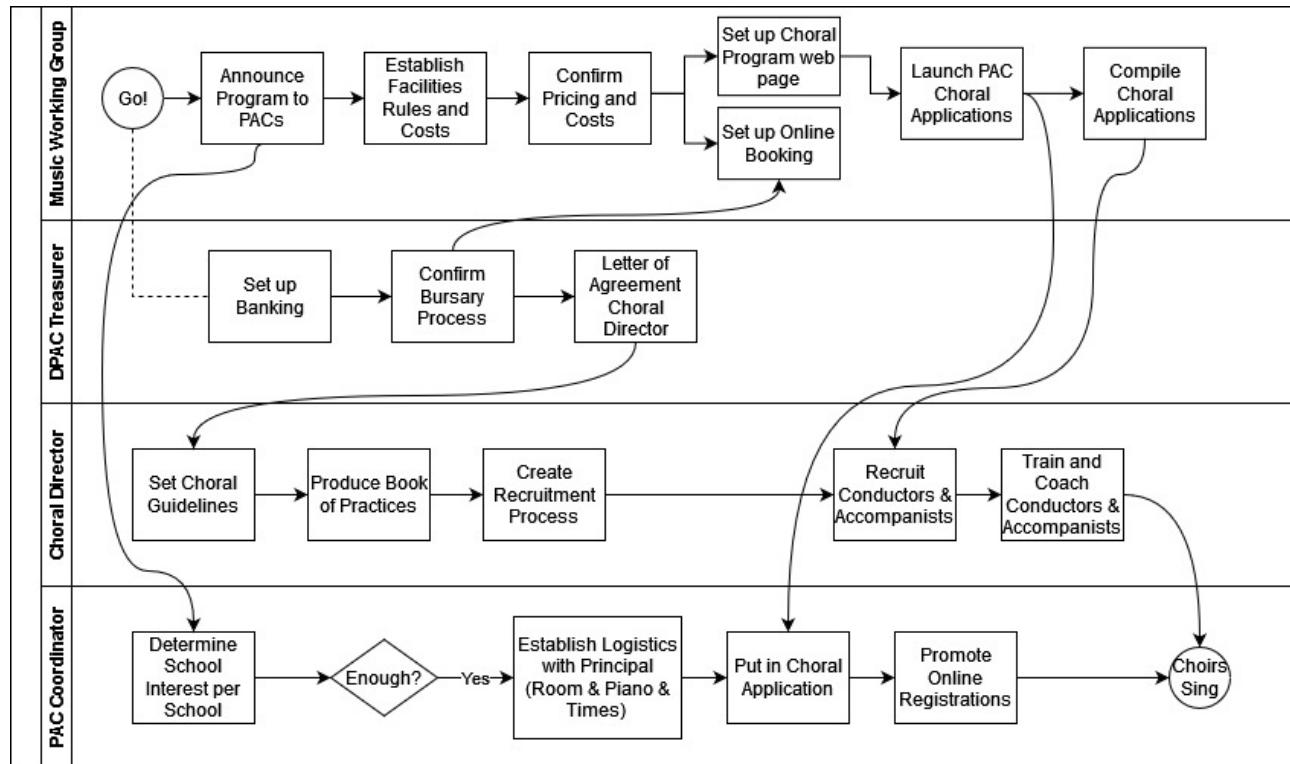 Music Working Group
Go!
Announce
Program to
PACs
Establish
Facilities
Rules and
Costs
Confirm
Pricing and
Costs
Set up Choral
Program web
page
Set up Online
Booking
Launch PAC
Choral
Applications
Compile
Choral
Applications
DPAC Treasurer
Set up
Banking
Confirm
Bursary
Process
Letter of
Agreement
Choral
Director
Choral Director
Set Choral
Guidelines
Produce Book
of Practices
Create
Recruitment
Process
Recruit
Conductors &
Accompanists
Train and
Coach
Conductors &
Accompanists
PAC Coordinator
Determine
School
Interest per
School
Enough?
Yes
Establish Logistics
with Principal
(Room & Piano &
Times)
Put in Choral
Application
Promote
Online
Registrations
Choirs
Sing